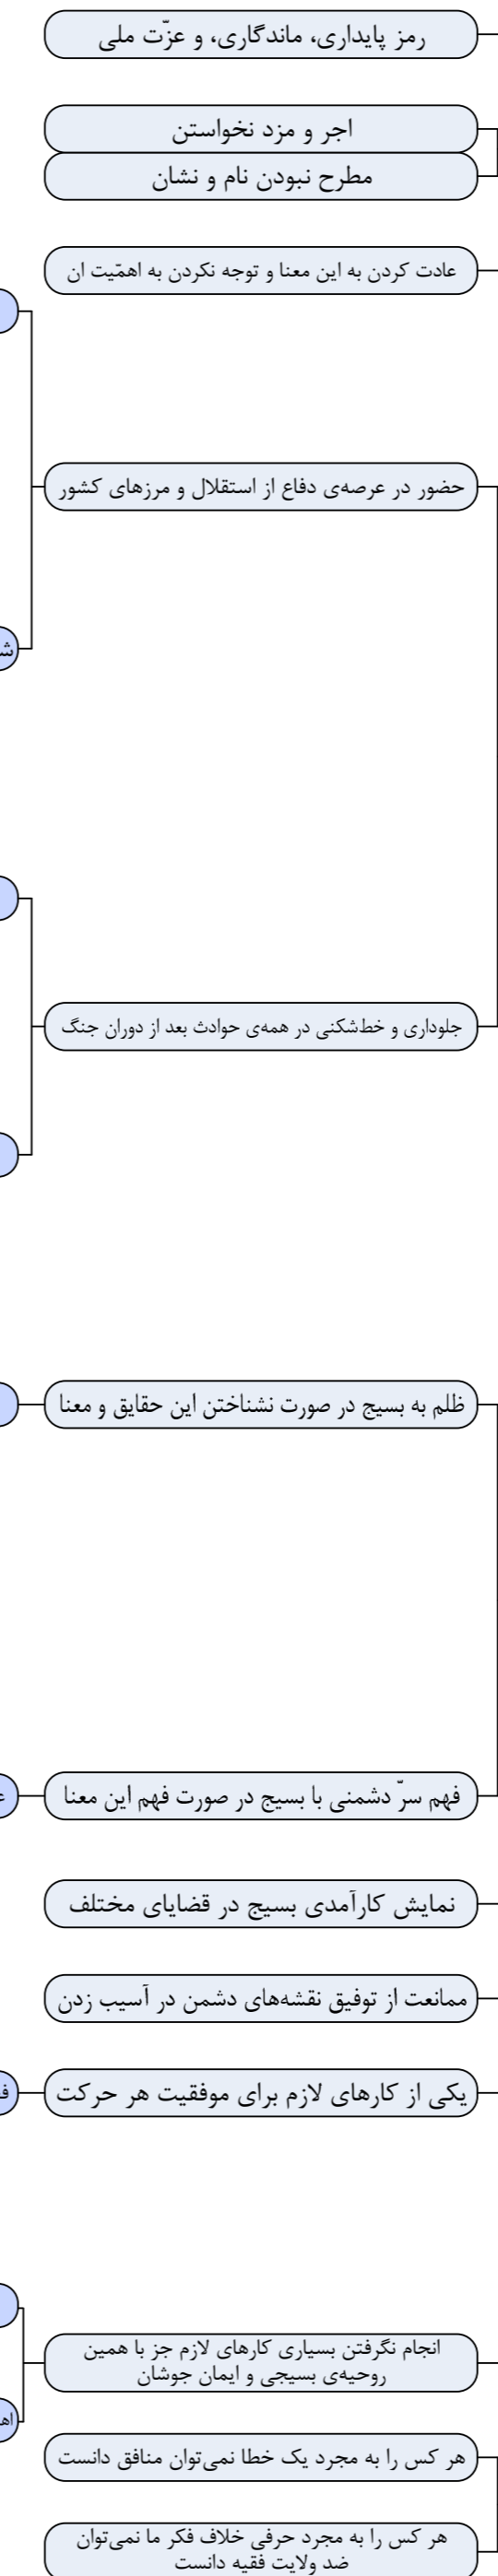 رمز پایداری، ماندگاری، و عزّت ملی
اجر و مزد نخواستن
مطرح نبودن نام و نشان
عادت کردن به این معنا و توجه نکردن به اهمّیت ان
حضور در عرصه‌ی دفاع از استقلال و مرزهای کشور
جلوداری و خط‌شکنی در همه‌ی حوادث بعد از دوران جنگ
ظلم به بسیج در صورت نشناختن این حقایق و معنا
فهم سرّ دشمنی با بسیج در صورت فهم این معنا
نمایش کارآمدی بسیج در قضایای مختلف
ممانعت از توفیق نقشه‌های دشمن در آسیب زدن
یکی از کارهای لازم برای موفقیت هر حرکت
انجام نگرفتن بسیاری کارهای لازم جز با همین
روحیه‌ی بسیجی و ایمان جوشان
هر کس را به مجرد یک خطا نمی‌توان منافق دانست
هر کس را به مجرد حرفی خلاف فکر ما نمی‌توان
ضد ولایت فقیه دانست